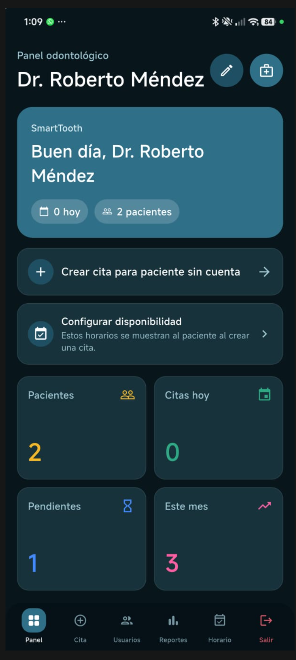 1:09 ...
84
Panel odontológico
Dr. Roberto Méndez
SmartTooth
Buen día, Dr. Roberto
Méndez
0 hoy
2 pacientes
Crear cita para paciente sin cuenta
Configurar disponibilidad
Estos horarios se muestran al paciente al crear
una cita.
Pacientes
2
Citas hoy
0
Pendientes
1
Este mes
3
Panel
Cita
Usuarios
Reportes
Horario
Salir